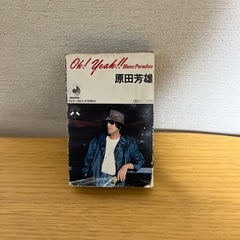 Oh! Yeah!! Blues Paradise
原田芳雄